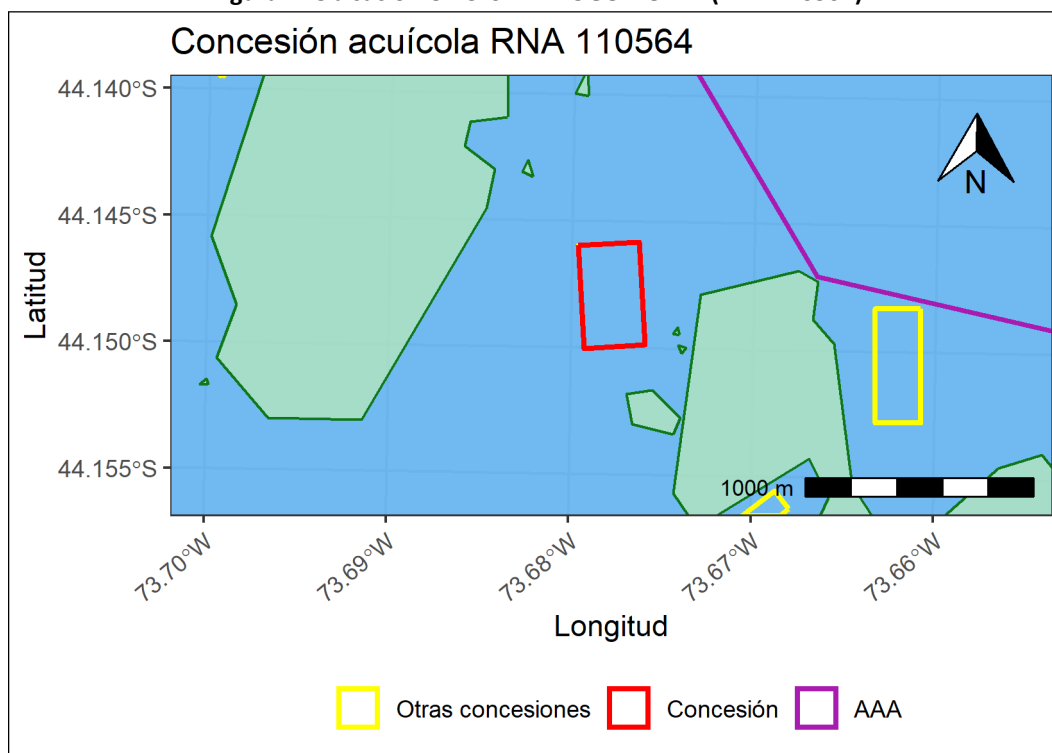 Concesión acuícola RNA 110564
44.140°S
44.145°S
44.150°S
44.155°S
Latitud
N
1000 m
73.70°W
73.69°W
73.68°W
73.67°W
73.66°W
Longitud
Otras concesiones
Concesión
AAA